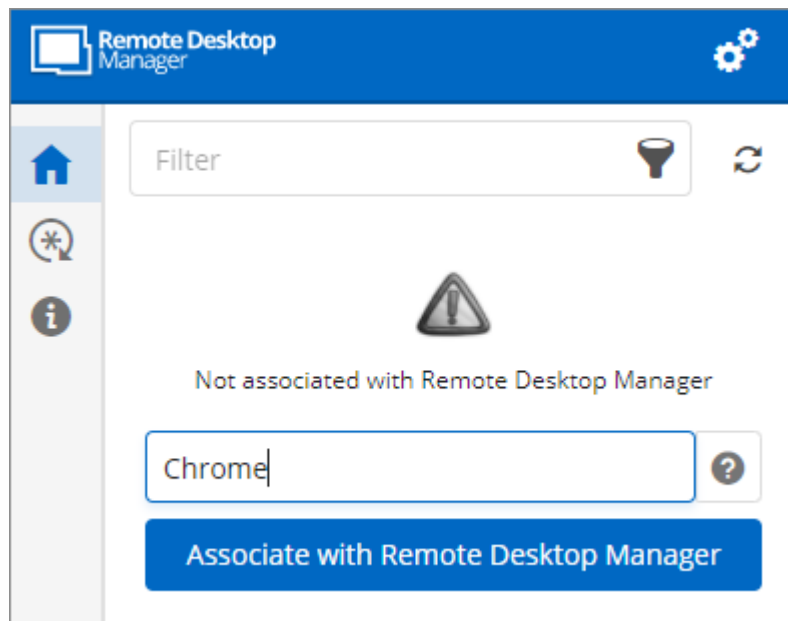 Remote Desktop
Manager
Filter
Not associated with Remote Desktop Manager
Chrome
Associate with Remote Desktop Manager